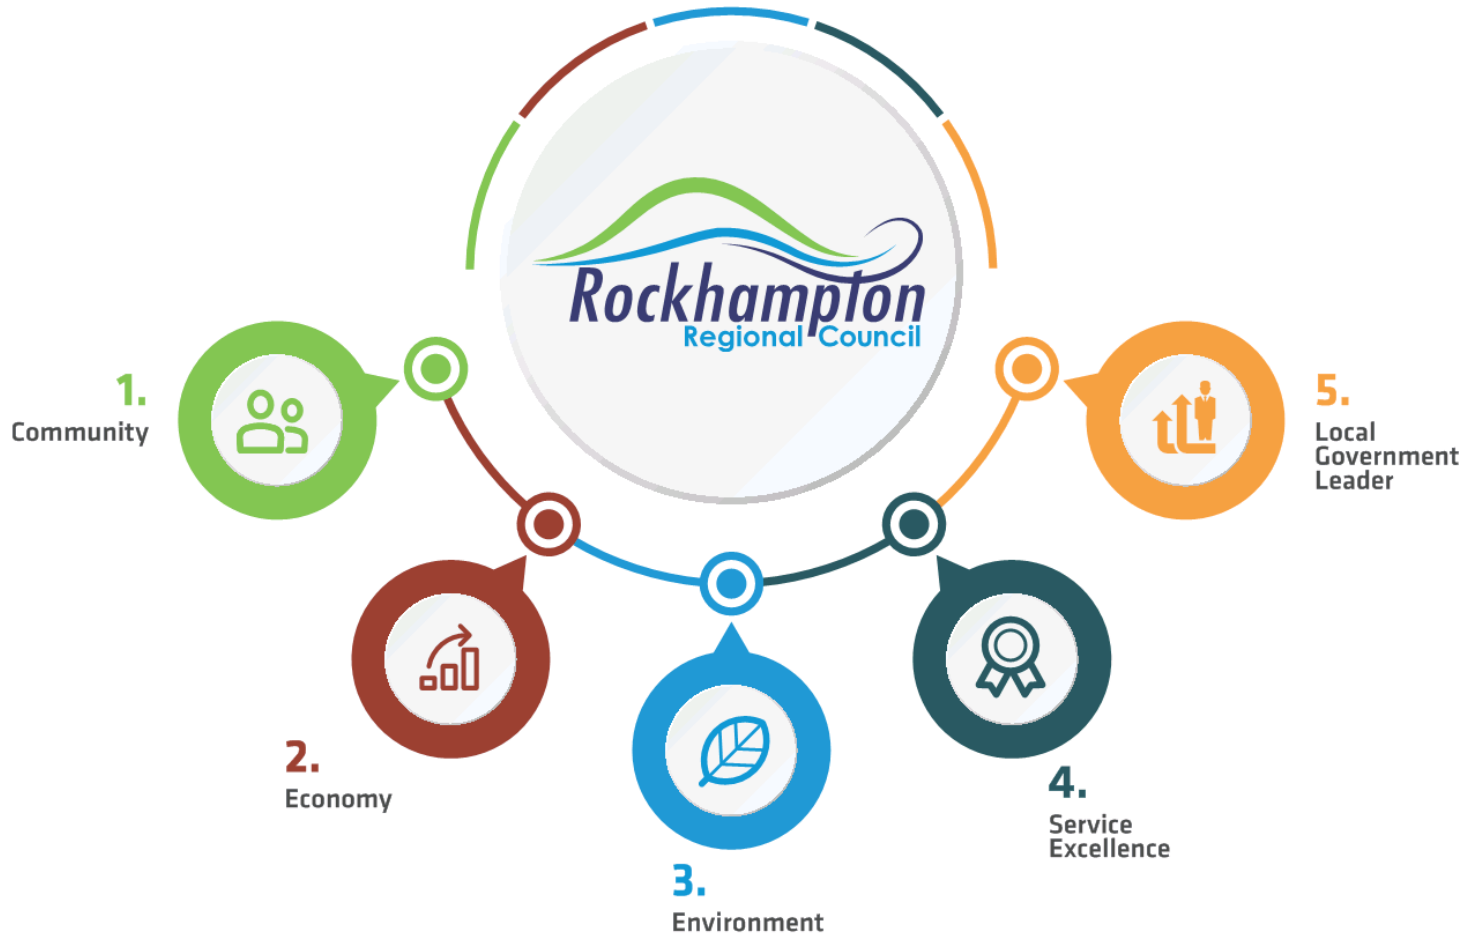 Rockhampton
Regional Council
1.
Community
2.
Economy
3.
Environment
4.
Service
Excellence
5.
Local
Government
Leader